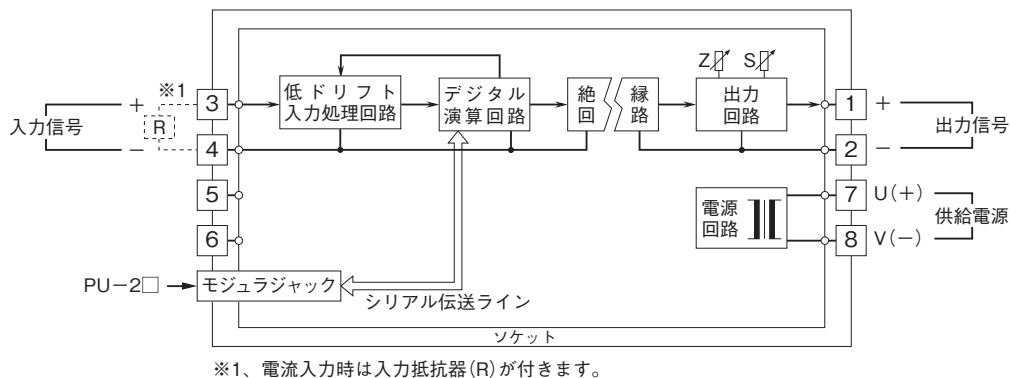 ※1
3
+
入力信号
R
−
4
5
6
低ドリフト
入力処理回路
デジタル
演算回路
絶
回
縁
路
Z
S
出力
回路
1
+
出力信号
2
−
電源
回路
7
U(+)
供給電源
8
V(−)
PU−2□
モジュラジャック
シリアル伝送ライン
ソケット
※1、電流入力時は入力抵抗器(R)が付きます。